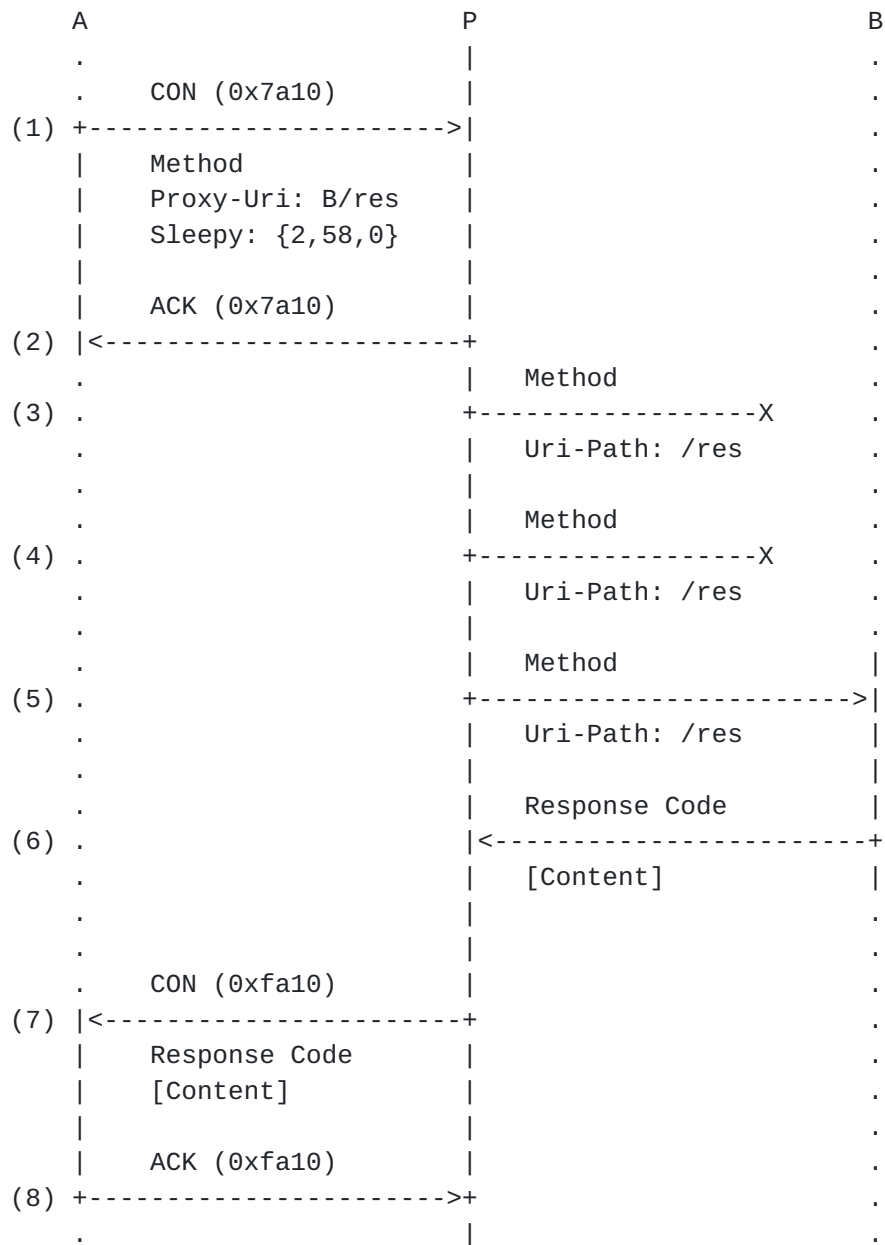 A P B
CON (0x7a10)
(1)
Method
Proxy-Uri: B/res
Sleepy: {2,58,0}
ACK (0x7a10)
(2)
Method
(3) X
Uri-Path: /res
Method
(4) X
Uri-Path: /res
Method
(5)
Uri-Path: /res
Response Code
(6)
[Content]
CON (0xfa10)
(7)
Response Code
[Content]
ACK (0xfa10)
(8)